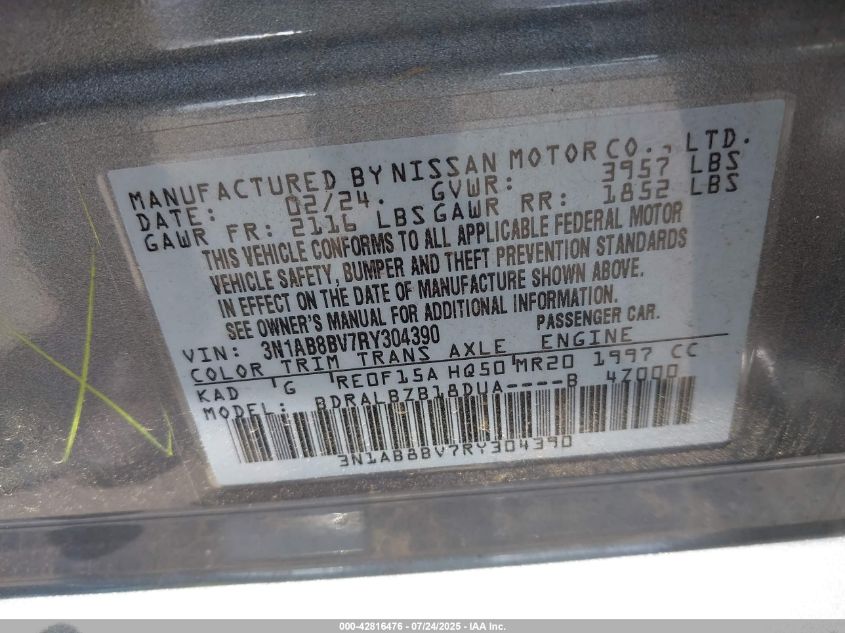 MANUFACTURED BY NISSAN MOTOR CO., LTD.
DATE: 02/24. GVWR: 3957 LBS
GAWR FR: 2116 LBS GAWR RR: 1852 LBS
THIS VEHICLE CONFORMS TO ALL APPLICABLE FEDERAL MOTOR
VEHICLE SAFETY, BUMPER AND THEFT PREVENTION STANDARDS
IN EFFECT ON THE DATE OF MANUFACTURE SHOWN ABOVE.
SEE OWNER'S MANUAL FOR ADDITIONAL INFORMATION.
VIN: 3N1AB8BV7RY304390 PASSENGER CAR.
COLOR TRIM TRANS AXLE ENGINE
KAD G RE0F15A HQ50 MR20 1997 CC
MODEL: BDRALBZB18DUA----B 4Z000
3N1AB8BV7RY304390
000-42816476 - 07/24/2025 - IAA Inc.